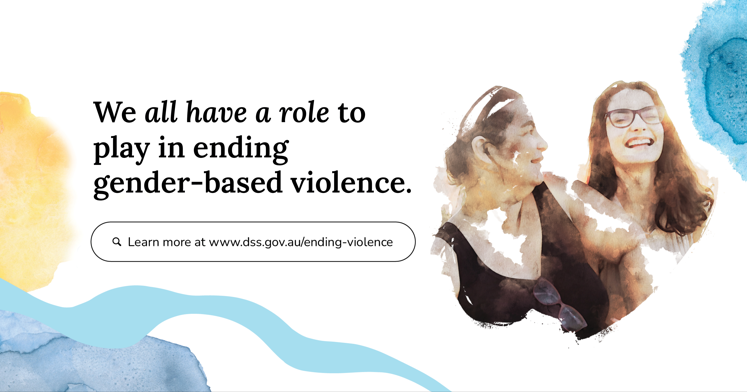 We all have a role to
play in ending
gender-based violence.
Learn more at www.dss.gov.au/ending-violence